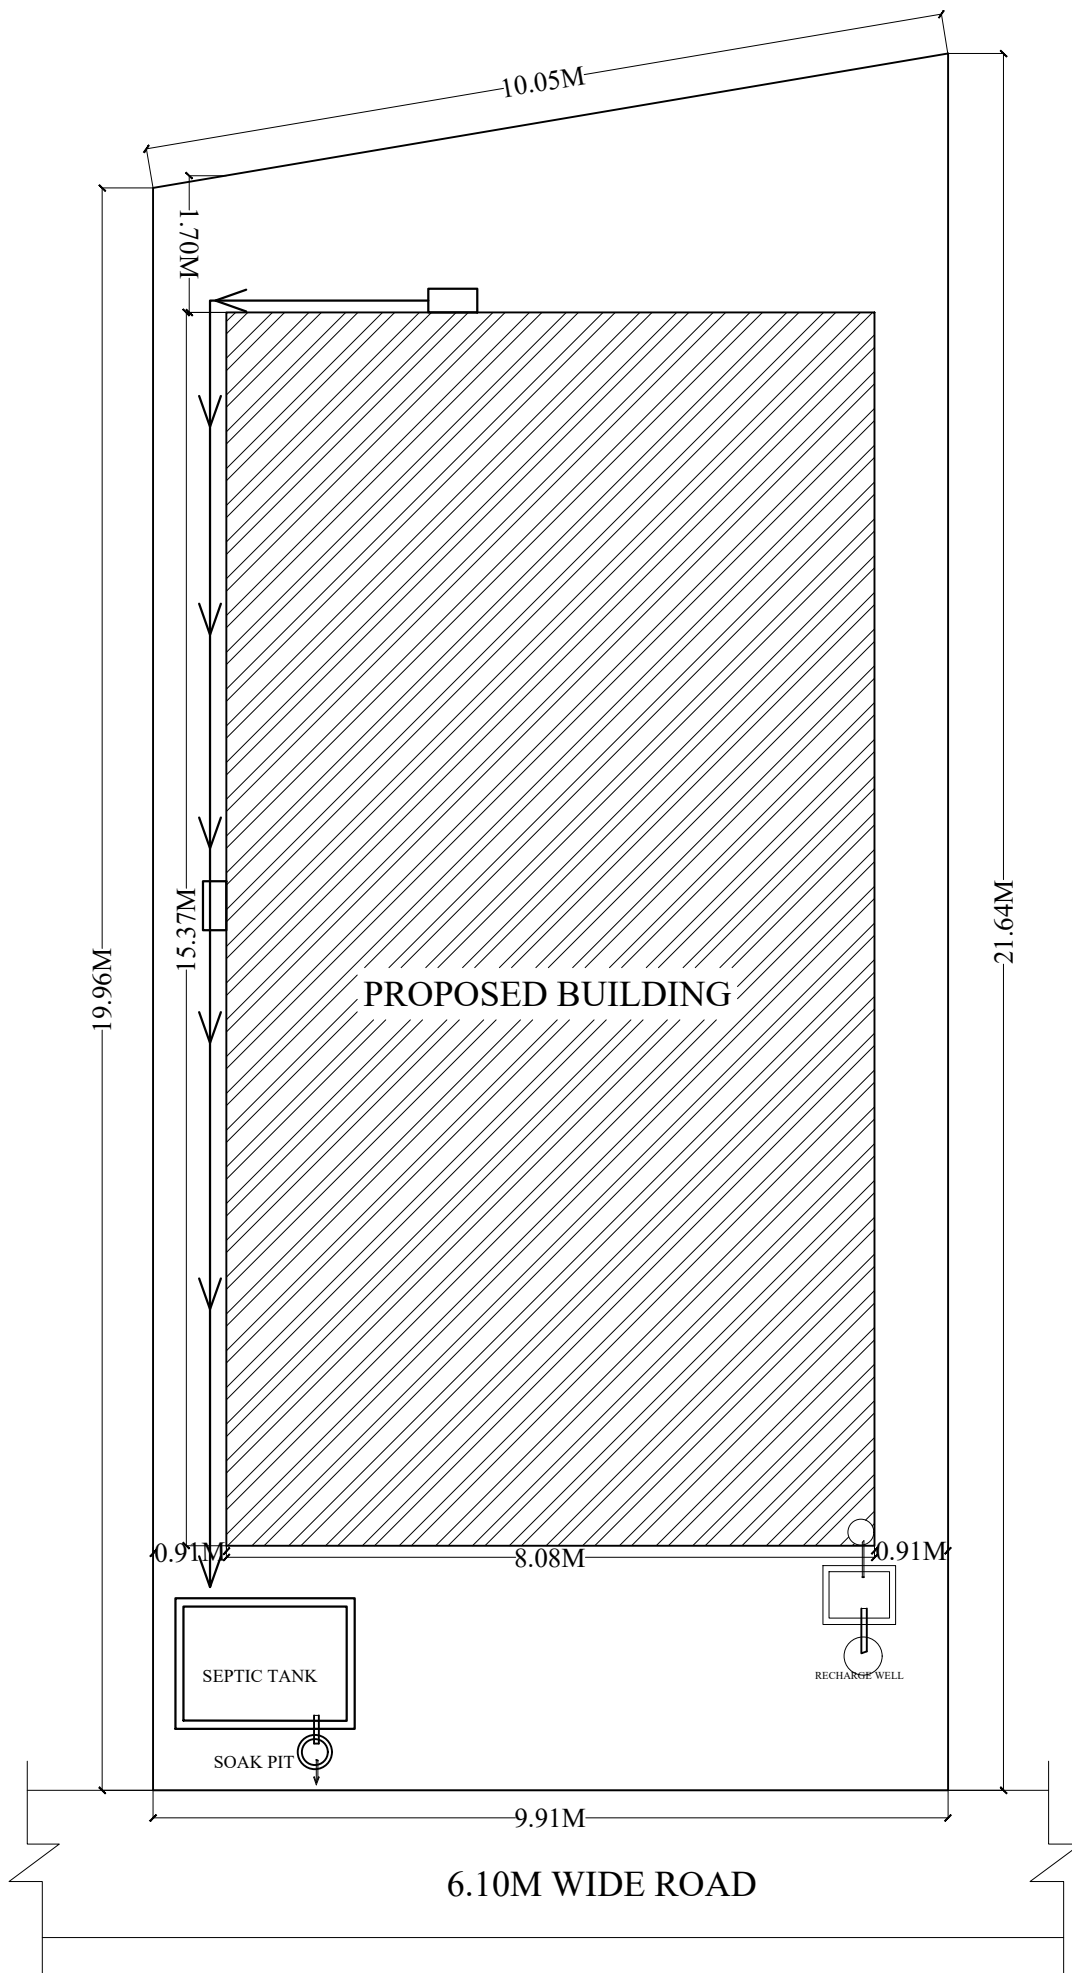 10.05M
1.70M
21.64M
15.37M
19.96M
PROPOSED BUILDING
0.91M
8.08M
0.91M
SEPTIC TANK
RECHARGE WELL
SOAK PIT
9.91M
6.10M WIDE ROAD